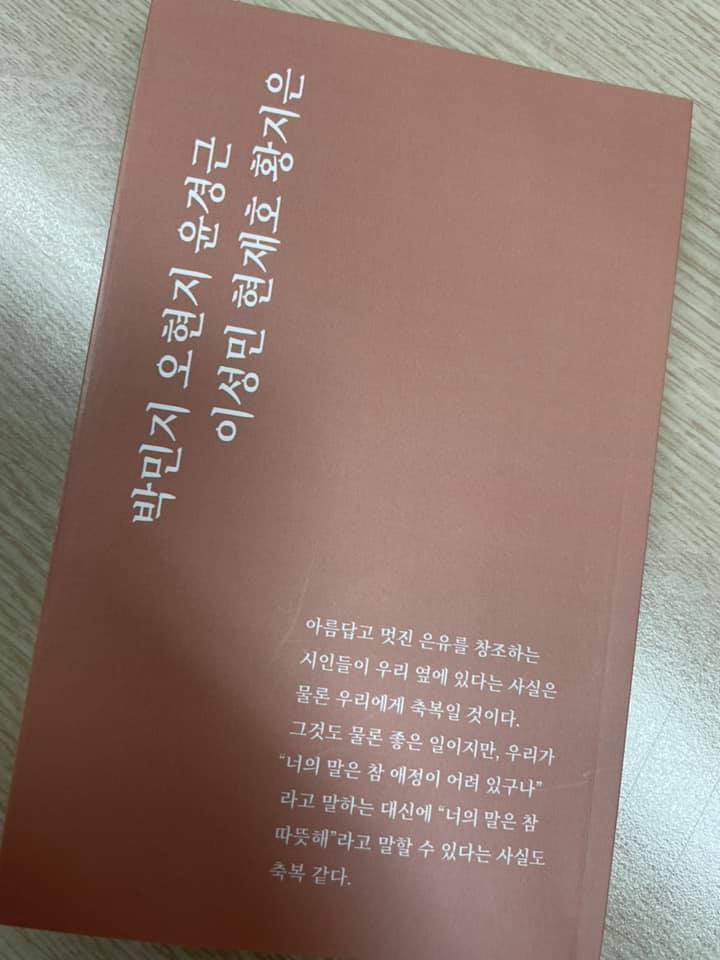 박민지 오현지 윤경근
이성민 현재호 황지은
아름답고 멋진 은유를 창조하는
시인들이 우리 옆에 있다는 사실은
물론 우리에게 축복일 것이다.
그것도 물론 좋은 일이지만, 우리가
“너의 말은 참 애정이 어려 있구나”
라고 말하는 대신에 “너의 말은 참
따뜻해”라고 말할 수 있다는 사실도
축복 같다.